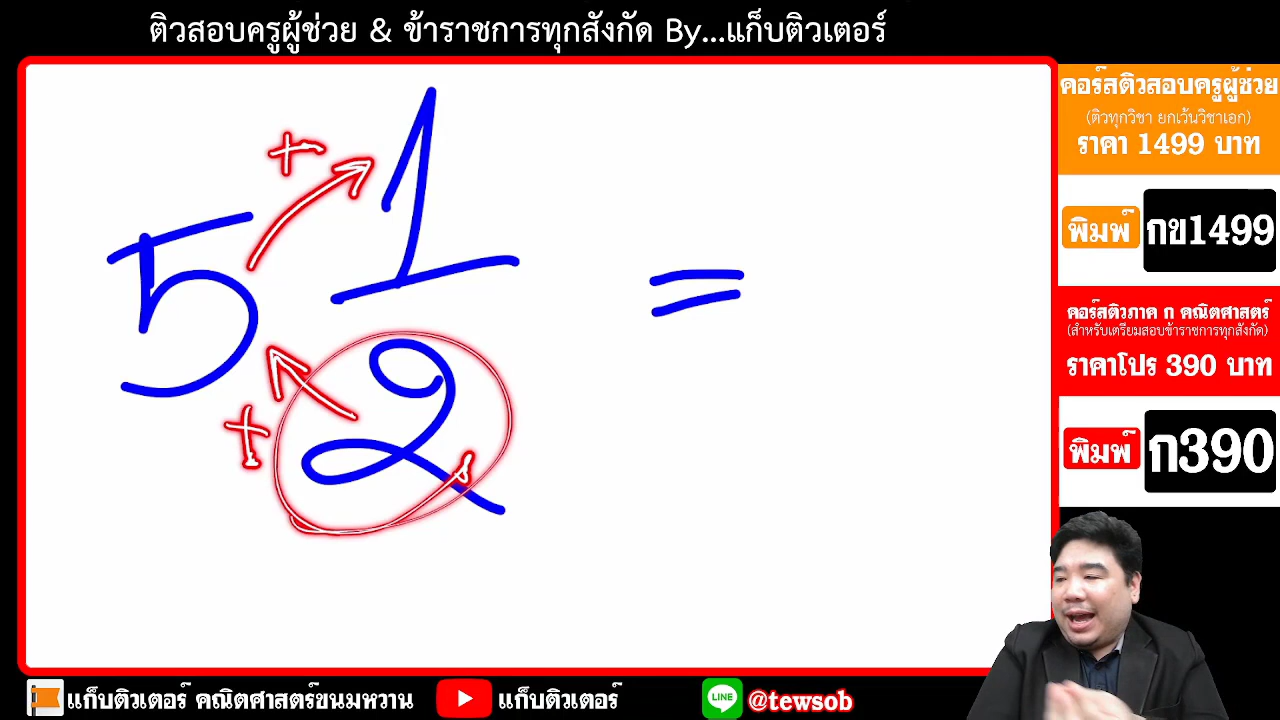 ติวสอบครูผู้ช่วย & ข้าราชการทุกสังกัด By...แก็บติวเตอร์
5 1/2 =
+
+
คอร์สติวสอบครูผู้ช่วย
(ติวทุกวิชา ยกเว้นวิชาเอก)
ราคา 1499 บาท
พิมพ์ กข1499
คอร์สติวภาค ก คณิตศาสตร์
(สำหรับเตรียมสอบข้าราชการทุกสังกัด)
ราคาโปร 390 บาท
พิมพ์ ก390
แก็บติวเตอร์ คณิตศาสตร์ขนมหวาน
แก็บติวเตอร์
LINE @tewsob